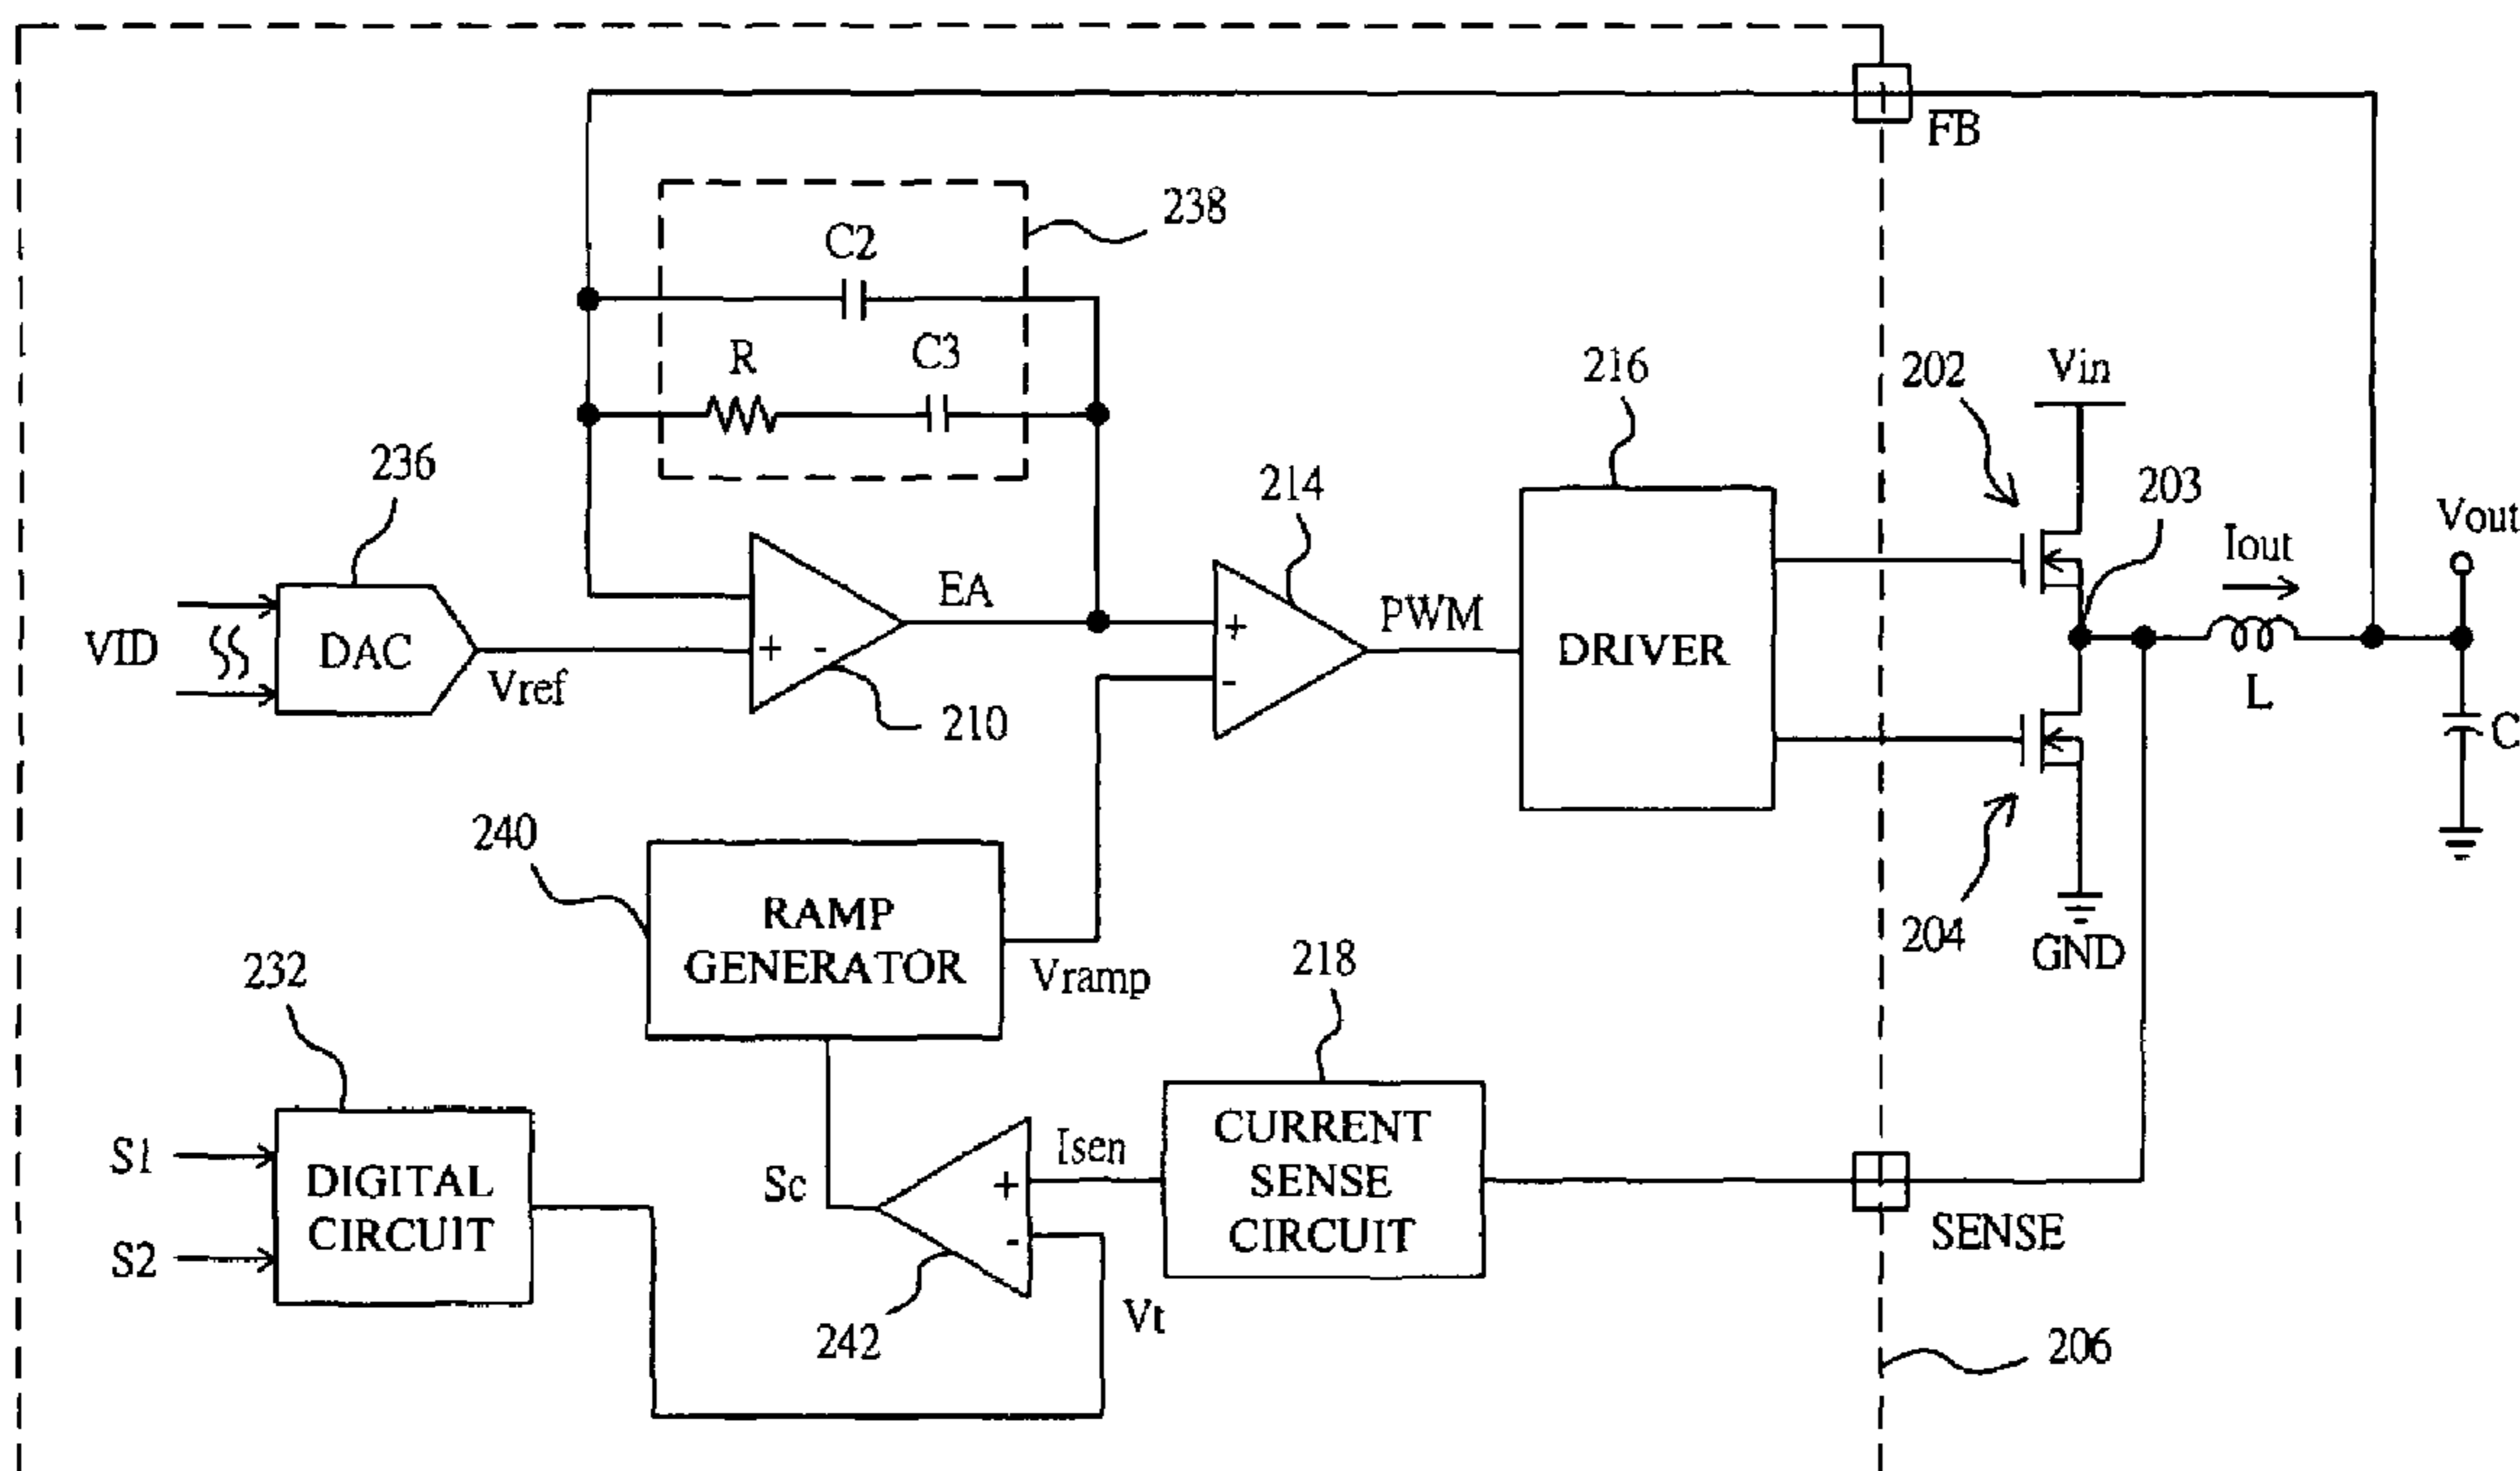 FB
238
C2
R
C3
216
202
Vin
236
214
203
Vout
Iout
EA
PWM
VID
DAC
Vref
+
-
+
-
DRIVER
L
210
C
240
RAMP
GENERATOR
Vramp
204
GND
232
218
S1
S2
DIGITAL
CIRCUIT
Sc
+
-
Isen
CURRENT
SENSE
CIRCUIT
SENSE
242
Vt
206